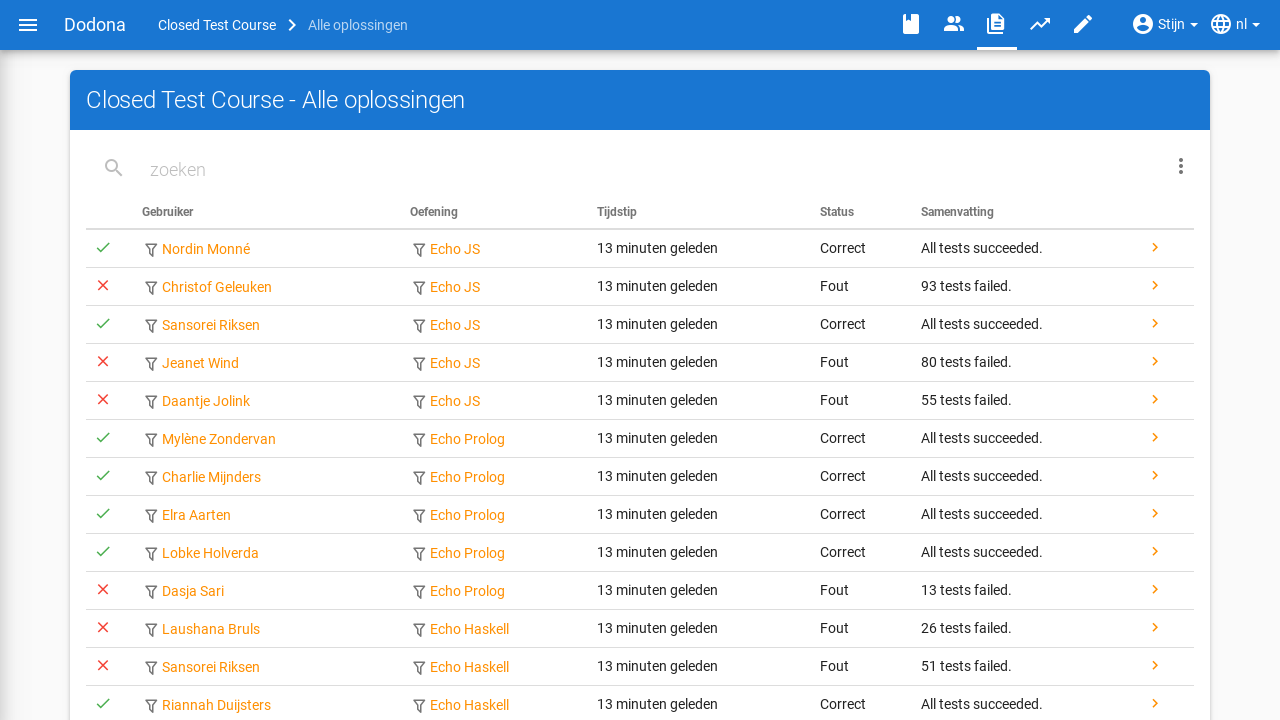 Dodona Closed Test Course Alle oplossingen Stijn nl
Closed Test Course - Alle oplossingen
zoeken
Gebruiker Oefening Tijdstip Status Samenvatting
Nordin Monné Echo JS 13 minuten geleden Correct All tests succeeded.
Christof Geleuken Echo JS 13 minuten geleden Fout 93 tests failed.
Sansorei Riksen Echo JS 13 minuten geleden Correct All tests succeeded.
Jeanet Wind Echo JS 13 minuten geleden Fout 80 tests failed.
Daantje Jolink Echo JS 13 minuten geleden Fout 55 tests failed.
Mylène Zondervan Echo Prolog 13 minuten geleden Correct All tests succeeded.
Charlie Mijnders Echo Prolog 13 minuten geleden Correct All tests succeeded.
Elra Aarten Echo Prolog 13 minuten geleden Correct All tests succeeded.
Lobke Holverda Echo Prolog 13 minuten geleden Correct All tests succeeded.
Dasja Sari Echo Prolog 13 minuten geleden Fout 13 tests failed.
Laushana Bruls Echo Haskell 13 minuten geleden Fout 26 tests failed.
Sansorei Riksen Echo Haskell 13 minuten geleden Fout 51 tests failed.
Riannah Duijsters Echo Haskell 13 minuten geleden Correct All tests succeeded.